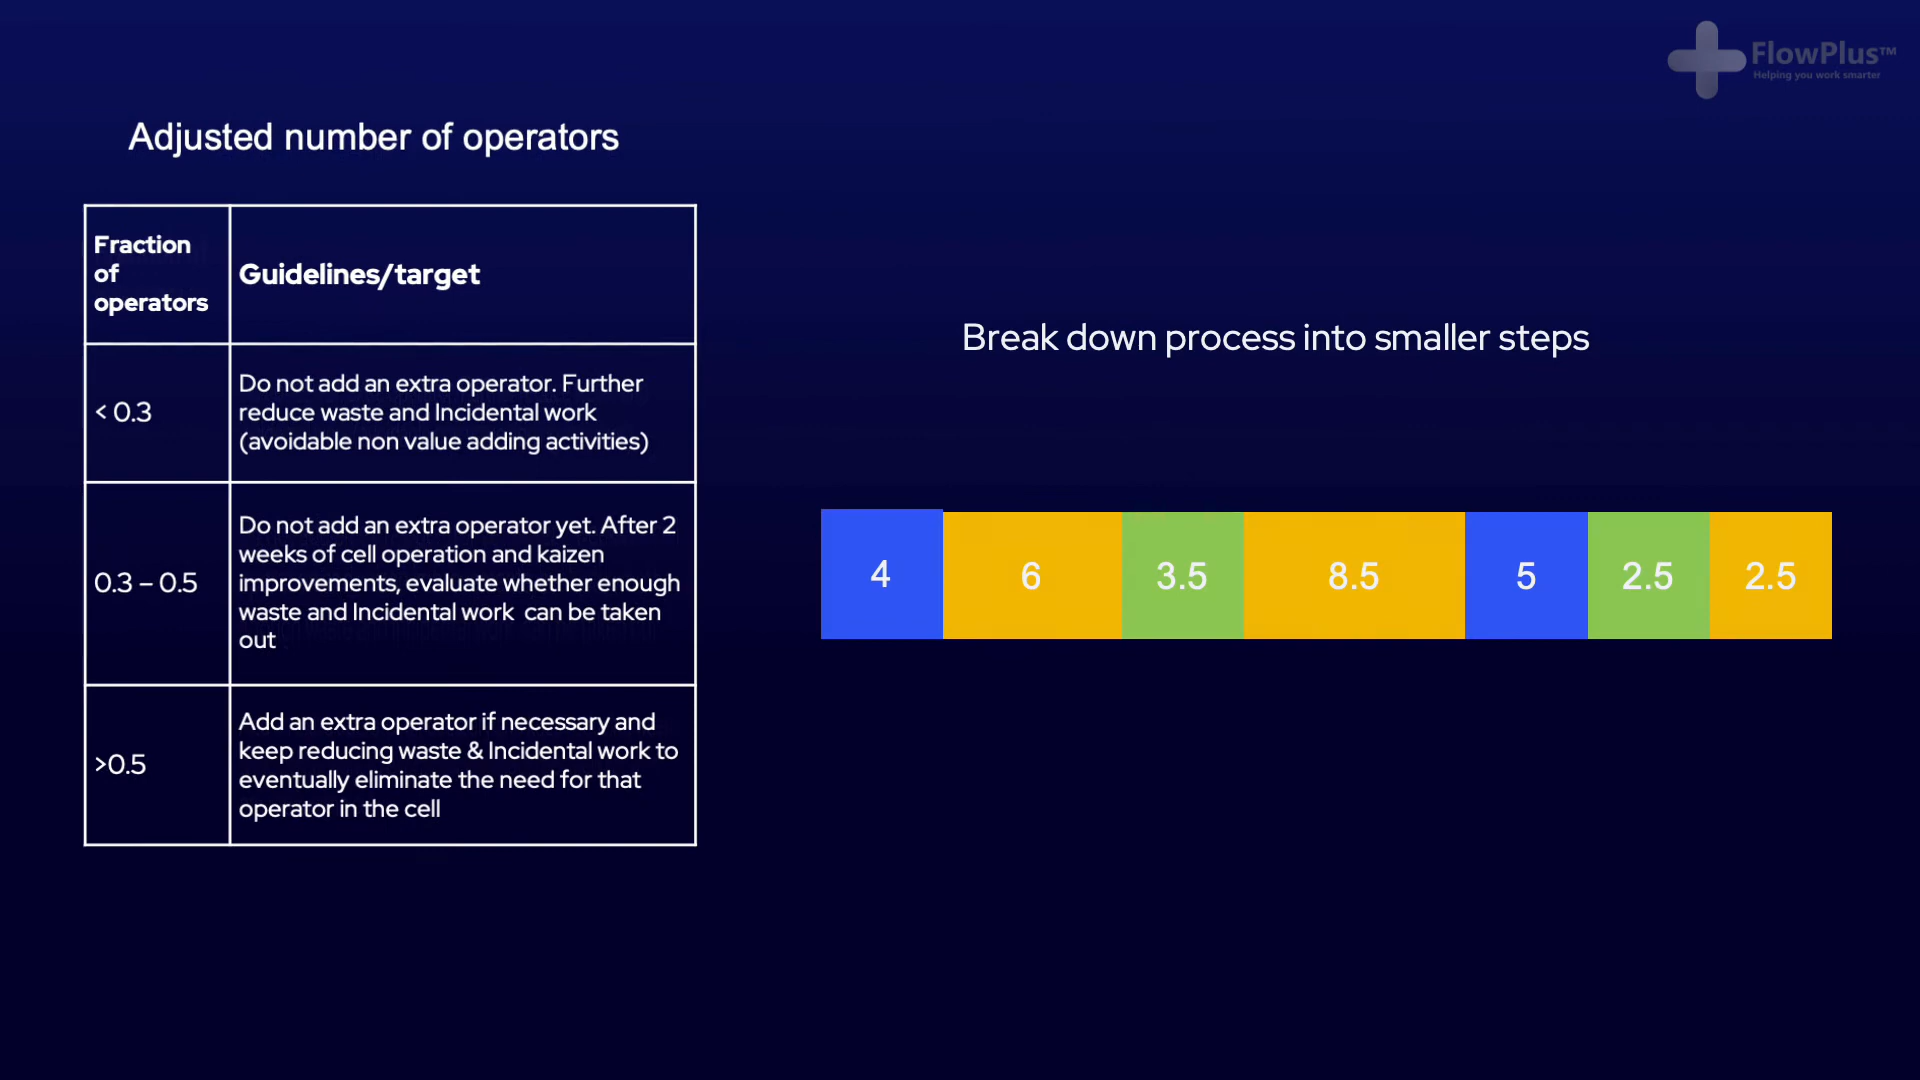 FlowPlus™
Helping you work smarter
Adjusted number of operators
Fraction
of
operators
Guidelines/target
< 0.3
Do not add an extra operator. Further
reduce waste and Incidental work
(avoidable non value adding activities)
0.3 – 0.5
Do not add an extra operator yet. After 2
weeks of cell operation and kaizen
improvements, evaluate whether enough
waste and Incidental work  can be taken
out
>0.5
Add an extra operator if necessary and
keep reducing waste & Incidental work to
eventually eliminate the need for that
operator in the cell
Break down process into smaller steps
4 6 3.5 8.5 5 2.5 2.5